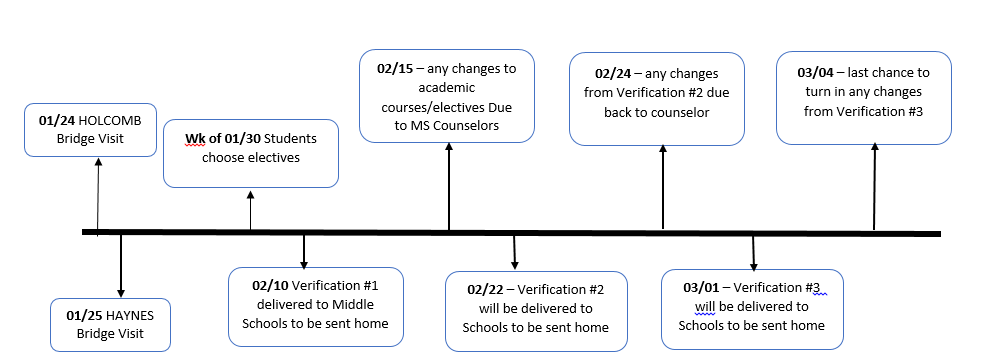 01/24 HOLCOMB
Bridge Visit
Wk of 01/30 Students
choose electives
02/15 – any changes to
academic
courses/electives Due
to MS Counselors
02/24 – any changes
from Verification #2 due
back to counselor
03/04 – last chance to
turn in any changes
from Verification #3
01/25 HAYNES
Bridge Visit
02/10 Verification #1
delivered to Middle
Schools to be sent home
02/22 – Verification #2
will be delivered to
Schools to be sent home
03/01 – Verification #3
will be delivered to
Schools to be sent home